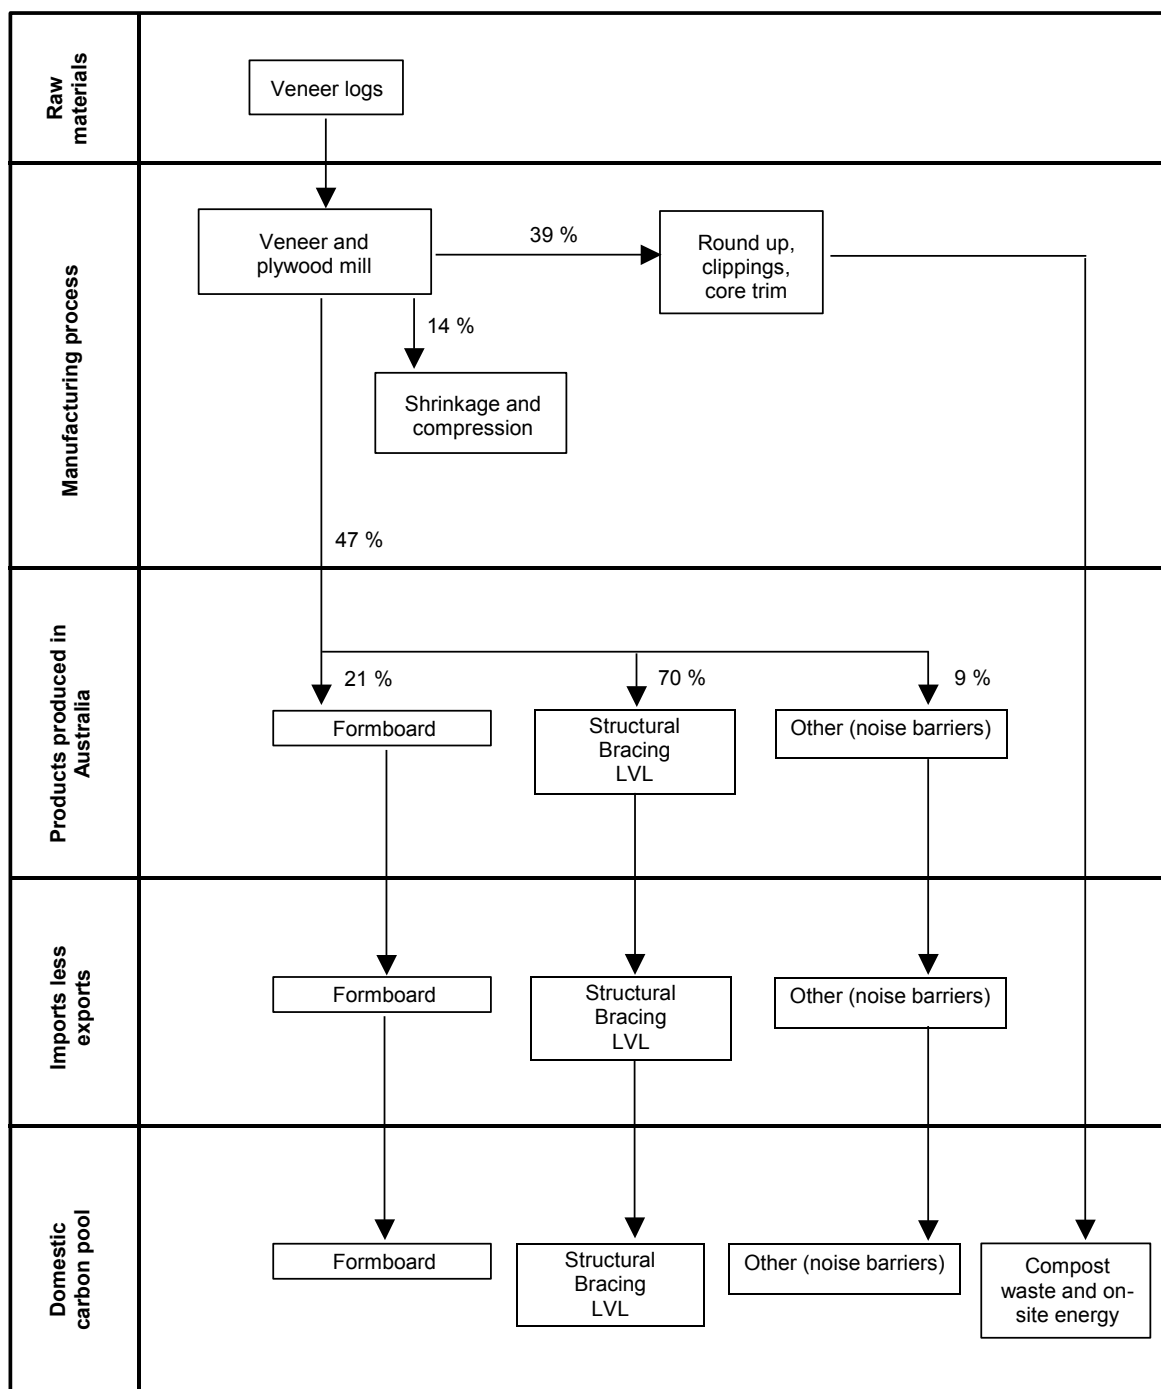 Raw
materials
Veneer logs
Manufacturing process
Veneer and
plywood mill
39 %
Round up,
clippings,
core trim
14 %
Shrinkage and
compression
47 %
Products produced in
Australia
21 %
70 %
9 %
Formboard
Structural
Bracing
LVL
Other (noise barriers)
Imports less
exports
Formboard
Structural
Bracing
LVL
Other (noise barriers)
Domestic
carbon pool
Formboard
Structural
Bracing
LVL
Other (noise barriers)
Compost
waste and on-
site energy